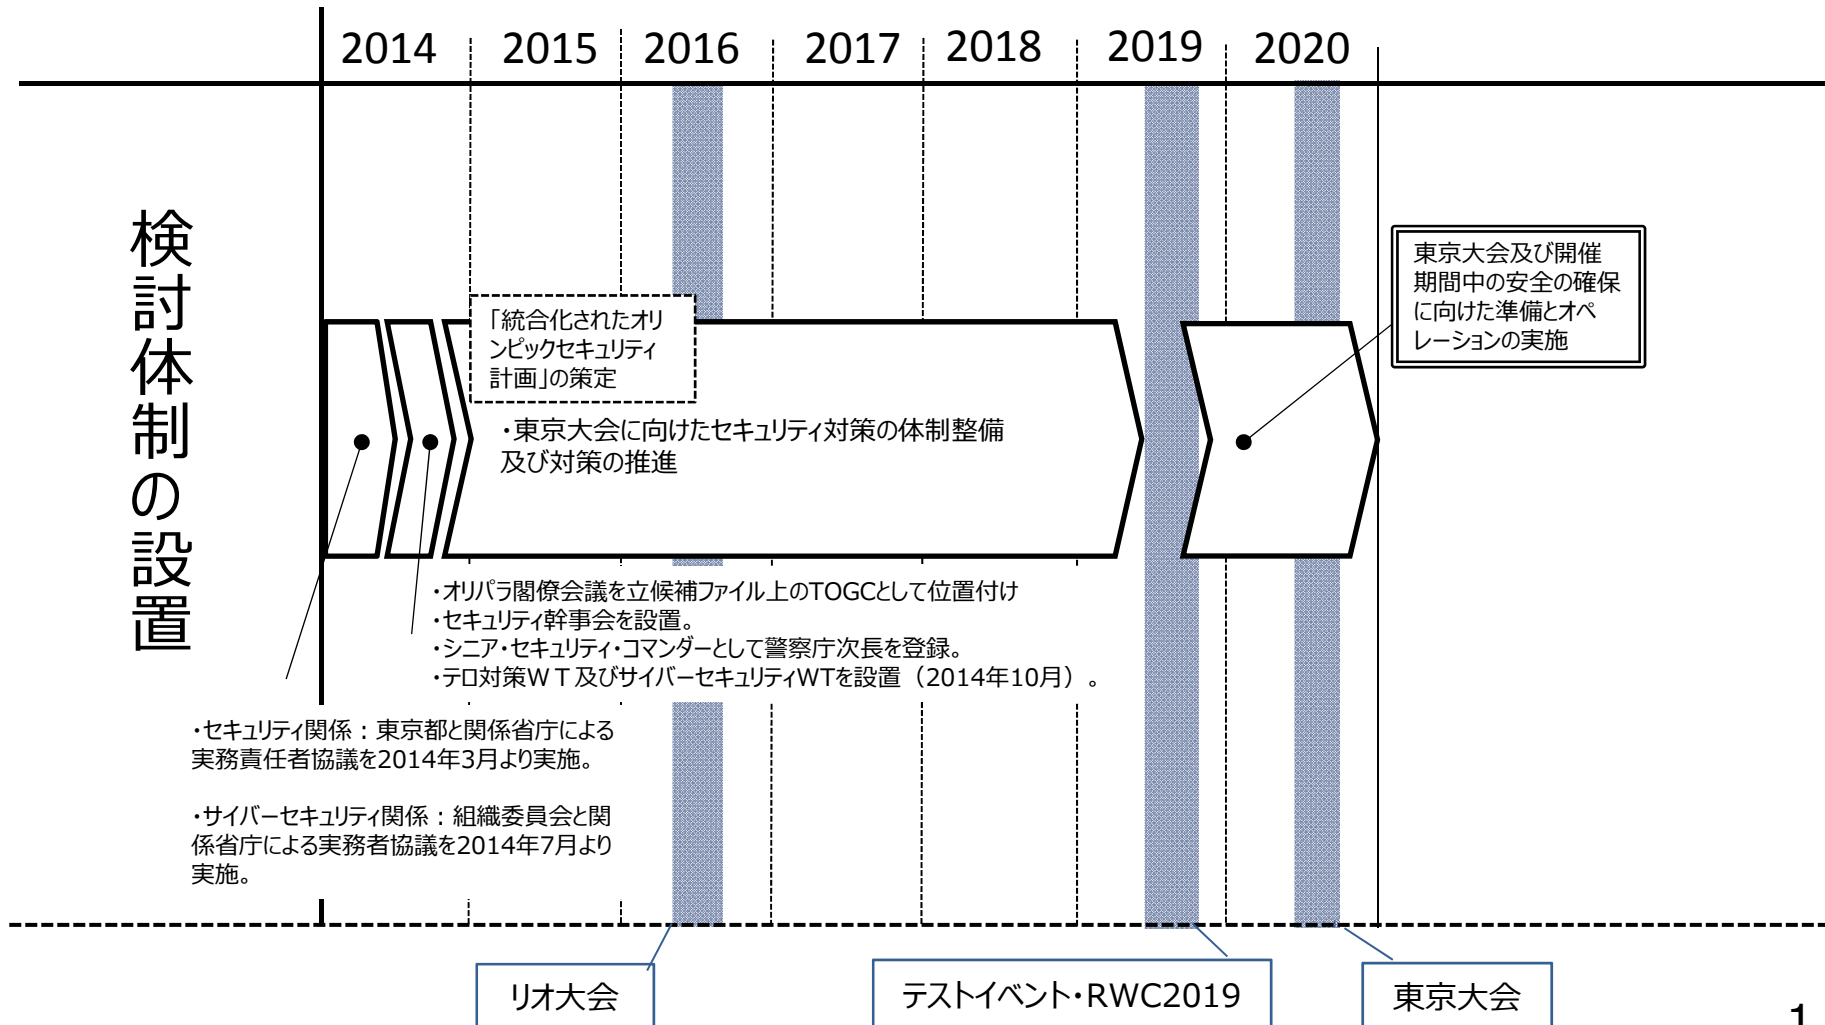 2014 2015 2016 2017 2018 2019 2020
検討体制の設置
東京大会及び開催
期間中の安全の確保
に向けた準備とオペ
レーションの実施
「統合化されたオリ
ンピックセキュリティ
計画」の策定
・東京大会に向けたセキュリティ対策の体制整備
及び対策の推進
・オリパラ閣僚会議を立候補ファイル上のTOGCとして位置付け
・セキュリティ幹事会を設置。
・シニア・セキュリティ・コマンダーとして警察庁次長を登録。
・テロ対策ＷＴ及びサイバーセキュリティWTを設置（2014年10月）。
・セキュリティ関係：東京都と関係省庁による
実務責任者協議を2014年3月より実施。
・サイバーセキュリティ関係：組織委員会と関
係省庁による実務者協議を2014年7月より
実施。
リオ大会
テストイベント・RWC2019
東京大会
1